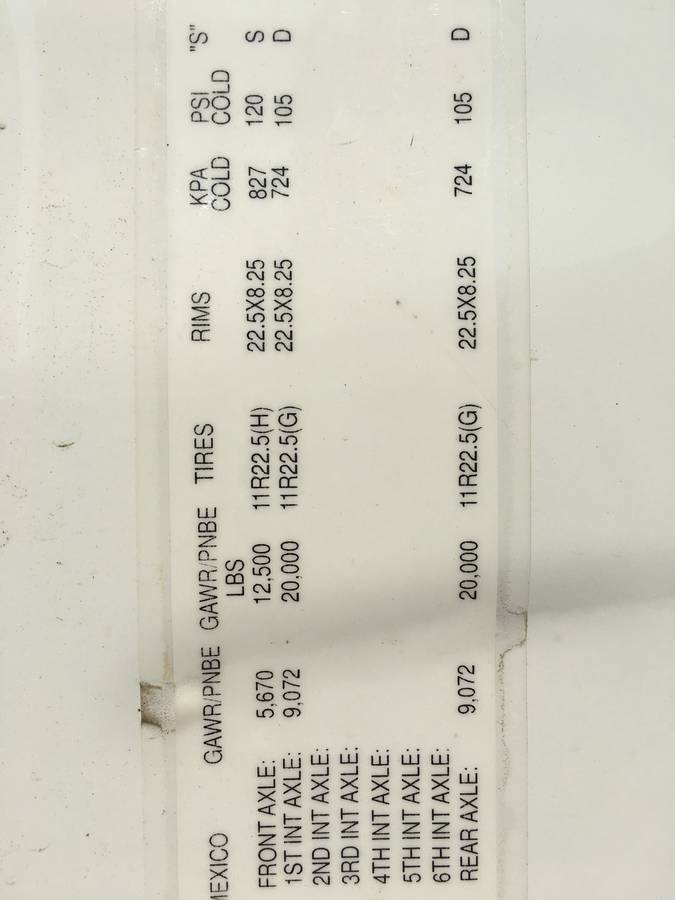 MEXICO GAWR/PNBE GAWR/PNBE LBS TIRES RIMS KPA COLD PSI COLD "S"
FRONT AXLE: 5,670 12,500 11R22.5(H) 22.5X8.25 827 120 S
1ST INT AXLE: 9,072 20,000 11R22.5(G) 22.5X8.25 724 105 D
2ND INT AXLE:
3RD INT AXLE:
4TH INT AXLE:
5TH INT AXLE:
6TH INT AXLE:
REAR AXLE: 9,072 20,000 11R22.5(G) 22.5X8.25 724 105 D